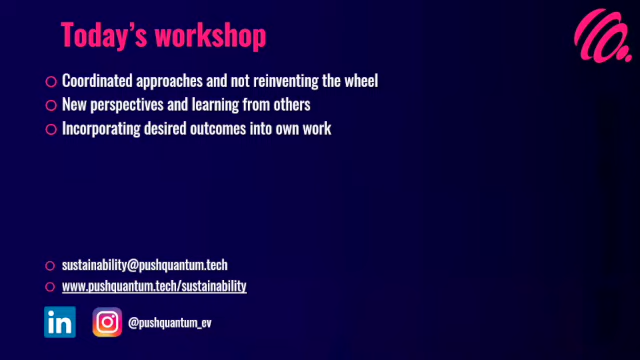 Today's workshop
Coordinated approaches and not reinventing the wheel
New perspectives and learning from others
Incorporating desired outcomes into own work
sustainability@pushquantum.tech
www.pushquantum.tech/sustainability
in
@pushquantum_ev